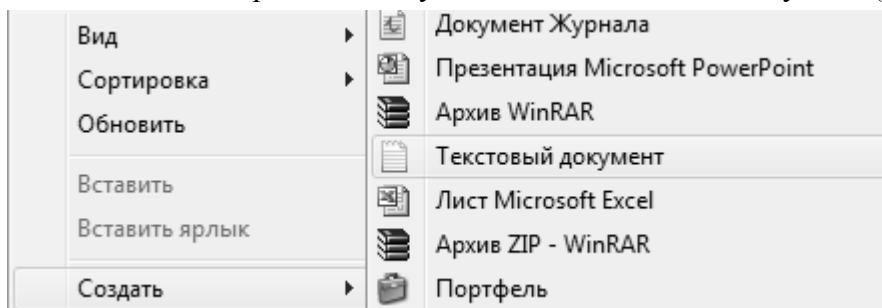 Вид
Сортировка
Обновить
Вставить
Вставить ярлык
Создать
Документ Журнала
Презентация Microsoft PowerPoint
Архив WinRAR
Текстовый документ
Лист Microsoft Excel
Архив ZIP - WinRAR
Портфель